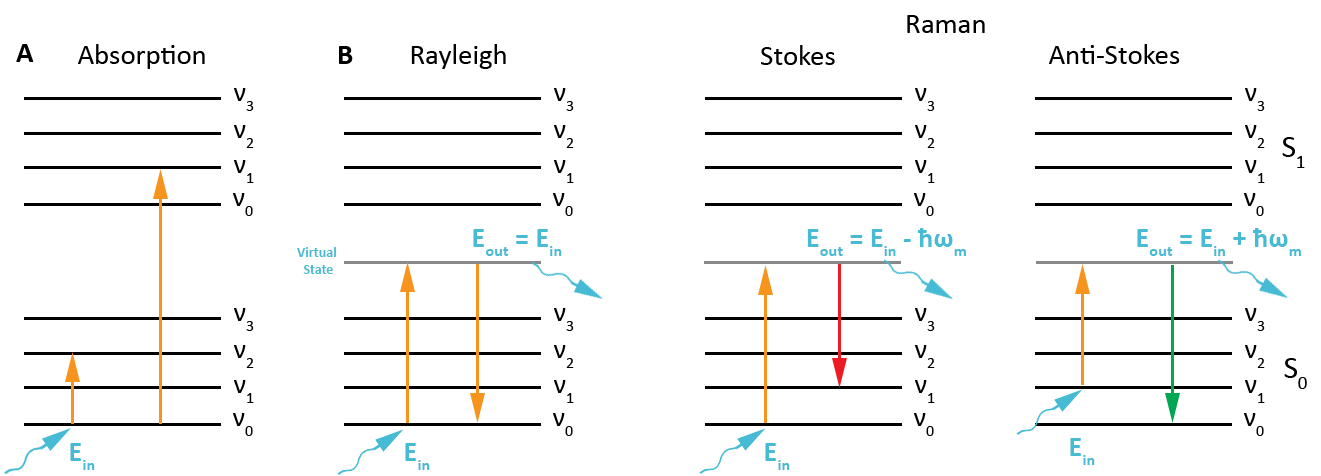 Raman
A Absorption
B Rayleigh
Stokes
Anti-Stokes
ν3 ν3 ν3 ν3
ν2 ν2 ν2 ν2
S1
ν1 ν1 ν1 ν1
ν0 ν0 ν0 ν0
Eout = Ein
Eout = Ein - ħωm
Eout = Ein + ħωm
Virtual
State
ν3 ν3 ν3 ν3
ν2 ν2 ν2 ν2
S0
ν1 ν1 ν1 ν1
ν0 ν0 ν0 ν0
Ein Ein Ein Ein